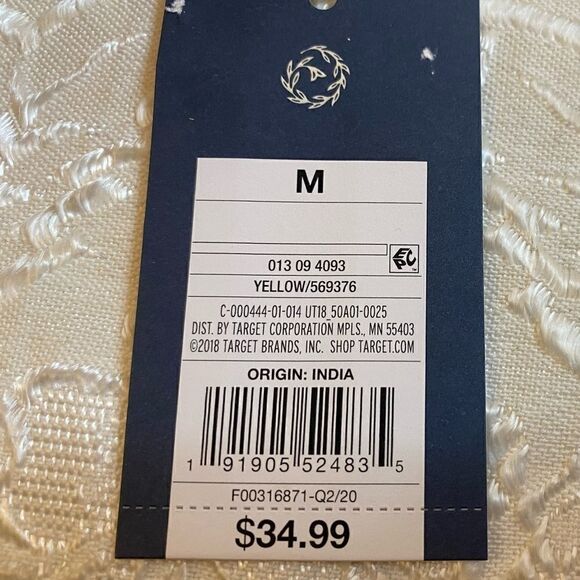 M
013 09 4093
EPC
YELLOW/569376
C-000444-01-014 UT18_50A01-0025
DIST. BY TARGET CORPORATION MPLS., MN 55403
©2018 TARGET BRANDS, INC. SHOP TARGET.COM
ORIGIN: INDIA
1 91905 52483 5
F00316871-Q2/20
$34.99